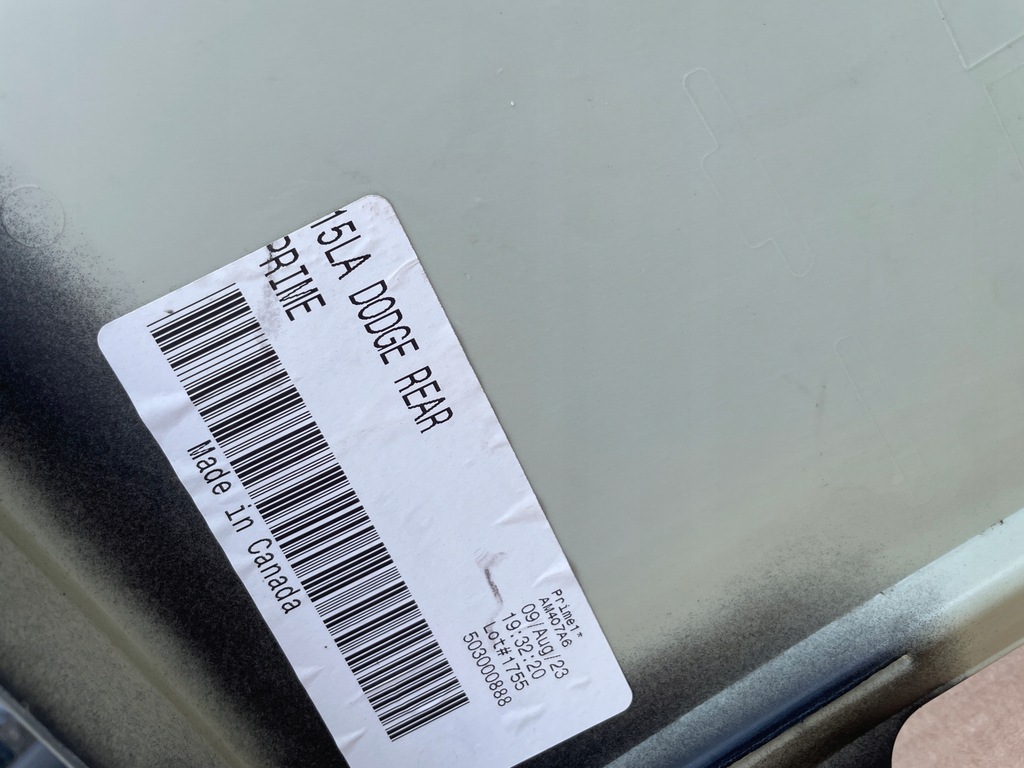 15LA DODGE REAR
PRIME
Made in Canada
Prime1*
AM407A6
09/Aug/23
19:32:20
Lot#1755
503000888